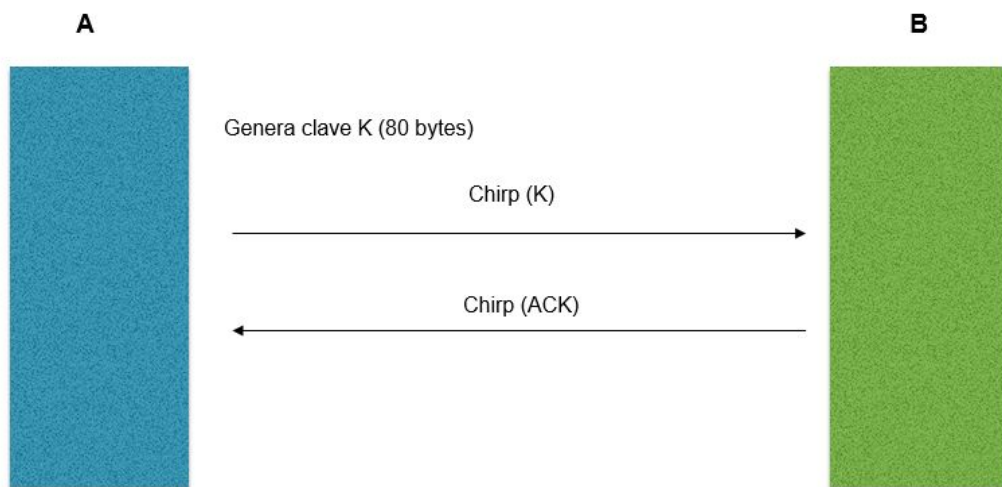 A
B
Genera clave K (80 bytes)
Chirp (K)
Chirp (ACK)